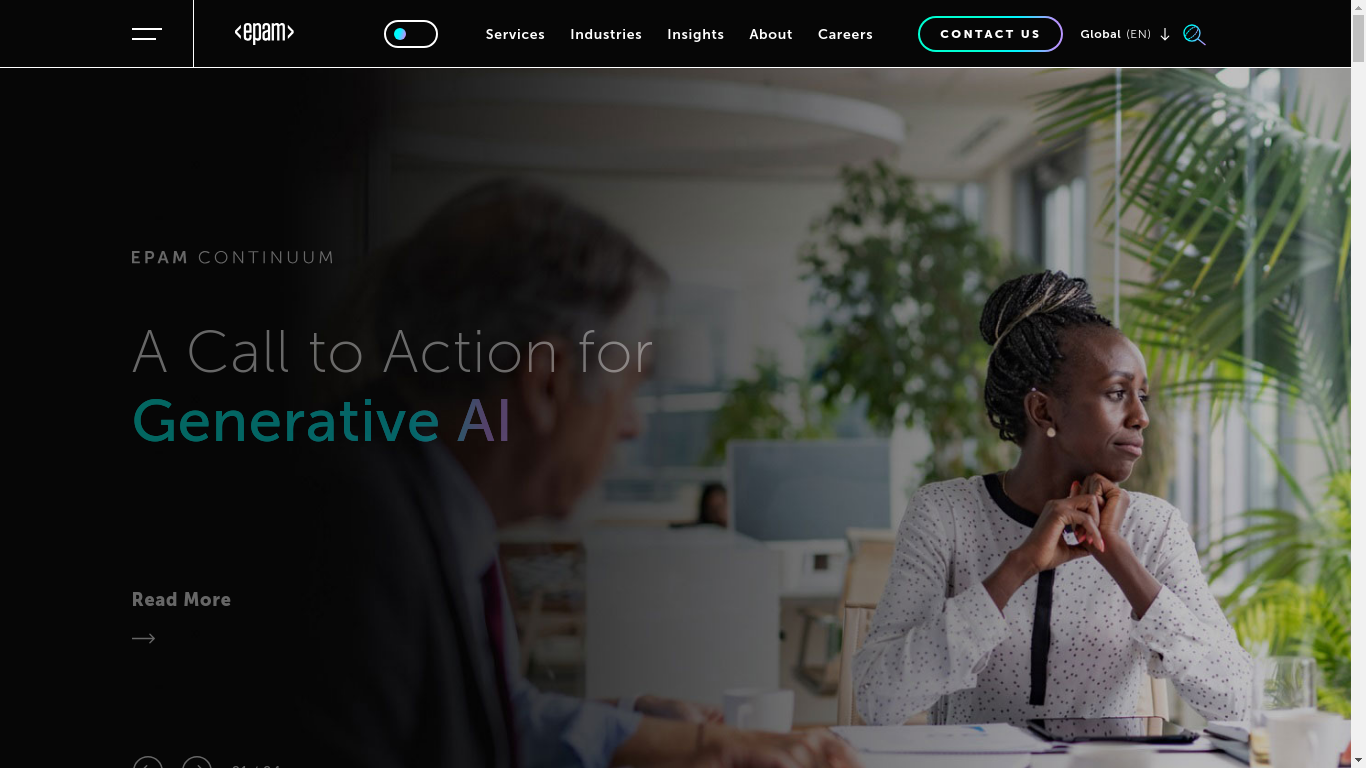 <epam>
Services
Industries
Insights
About
Careers
CONTACT US
Global (EN)
EPAM CONTINUUM
A Call to Action for
Generative AI
Read More